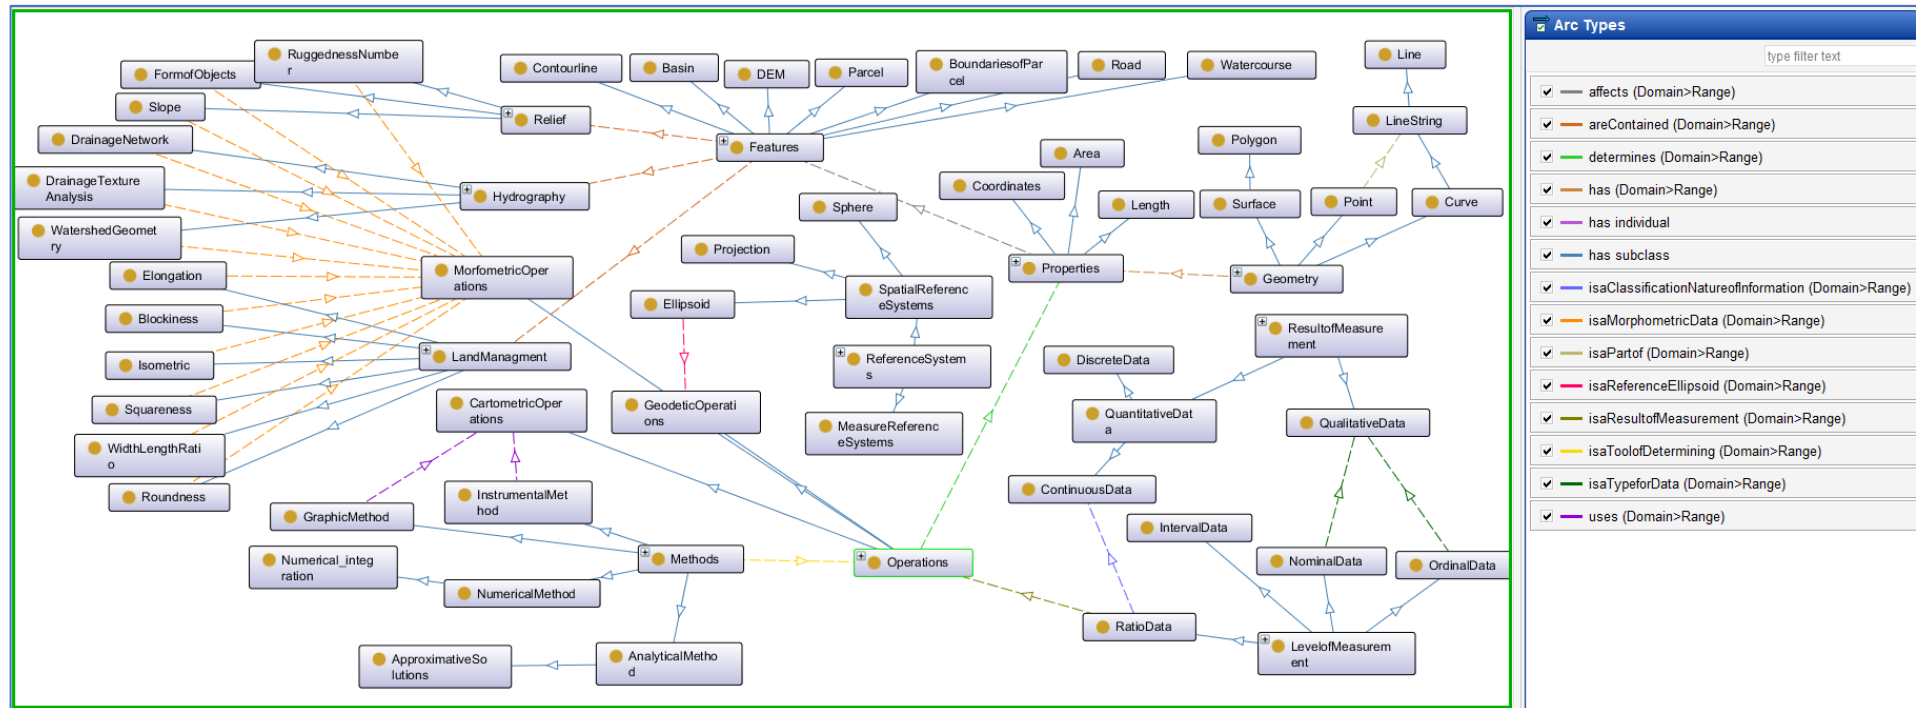 RuggednessNumbe
r
FormofObjects
Slope
DrainageNetwork
DrainageTexture
Analysis
WatershedGeomet
ry
Elongation
Blockiness
Isometric
Squareness
WidthLengthRati
o
Roundness
Relief
Hydrography
MorfometricOper
ations
LandManagment
Contourline
Basin
DEM
Parcel
BoundariesofPar
cel
Road
Watercourse
Features
Line
LineString
Polygon
Surface
Point
Curve
Geometry
Area
Coordinates
Length
Properties
Sphere
Projection
Ellipsoid
SpatialReferenc
eSystems
ReferenceSystem
s
MeasureReferenc
eSystems
CartometricOper
ations
GeodeticOperati
ons
GraphicMethod
InstrumentalMet
hod
Numerical_integ
ration
NumericalMethod
Methods
Operations
ApproximativeSo
lutions
AnalyticalMetho
d
ResultofMeasure
ment
DiscreteData
QuantitativeDat
a
QualitativeData
ContinuousData
IntervalData
NominalData
OrdinalData
RatioData
LevelofMeasurem
ent
Arc Types
type filter text
affects (Domain>Range)
areContained (Domain>Range)
determines (Domain>Range)
has (Domain>Range)
has individual
has subclass
isaClassificationNatureofInformation (Domain>Range)
isaMorphometricData (Domain>Range)
isaPartof (Domain>Range)
isaReferenceEllipsoid (Domain>Range)
isaResultofMeasurement (Domain>Range)
isaToolofDetermining (Domain>Range)
isaTypeforData (Domain>Range)
uses (Domain>Range)